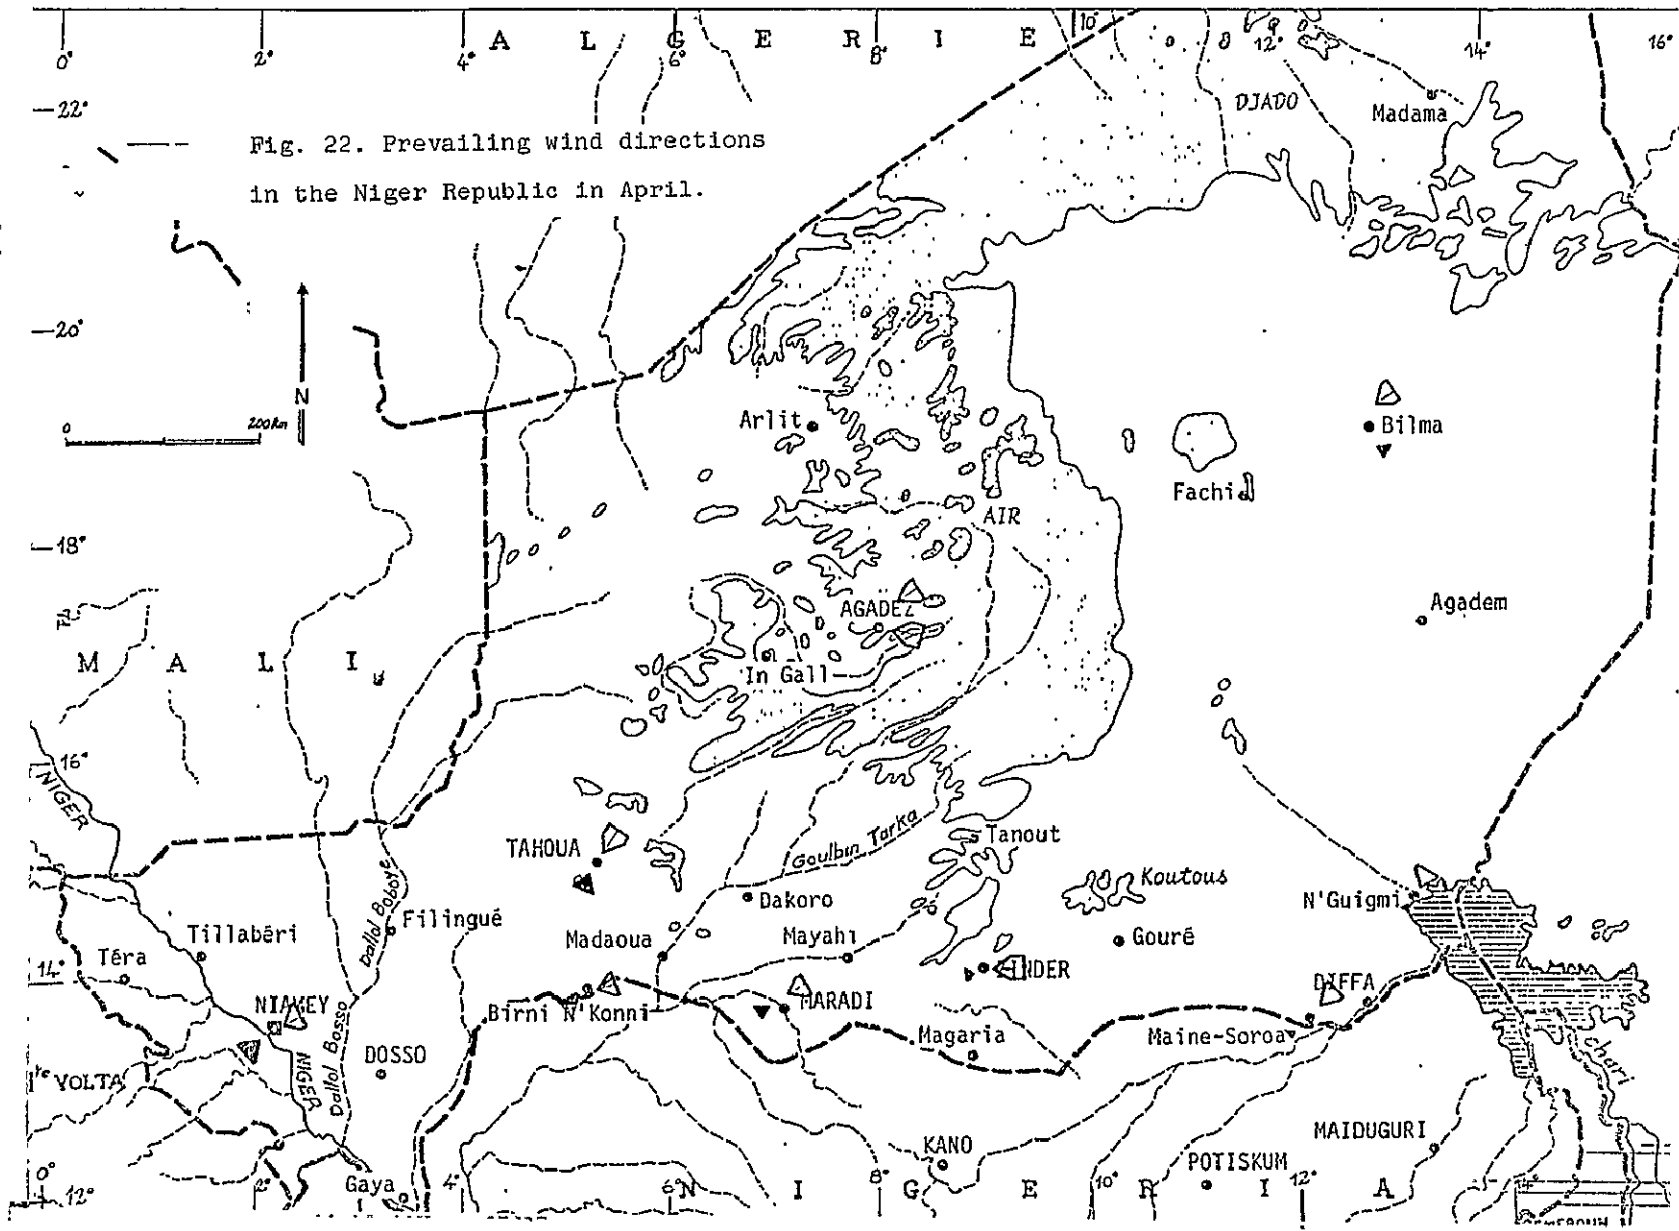 0° 2° 4° 6° 8° 10° 12° 14° 16°
A L G E R I E
22°
DJADO
Madama
Fig. 22. Prevailing wind directions
in the Niger Republic in April.
20°
N
0 200km
Arlit
Bilma
Fachi
AIR
18°
AGADEZ
Agadem
M A L I
In Gall
16°
NIGER
TAHOUA
Goulbin Tarka
Tanout
Koutous
Dallol Boboye
Dakoro
N'Guigmi
Filingué
Tillabéri
Madaoua
Mayahi
Gouré
14°
Téra
INDER
DIFFA
NIAMEY
Birni N'Konni
MARADI
Magaria
Maine-Soroa
Dallol Bosso
DOSSO
NIGER
Chari
VOLTA
MAIDUGURI
KANO
POTISKUM
Gaya
0° 2° 4° 6° 8° 10° 12°
12°
N I G E R I A